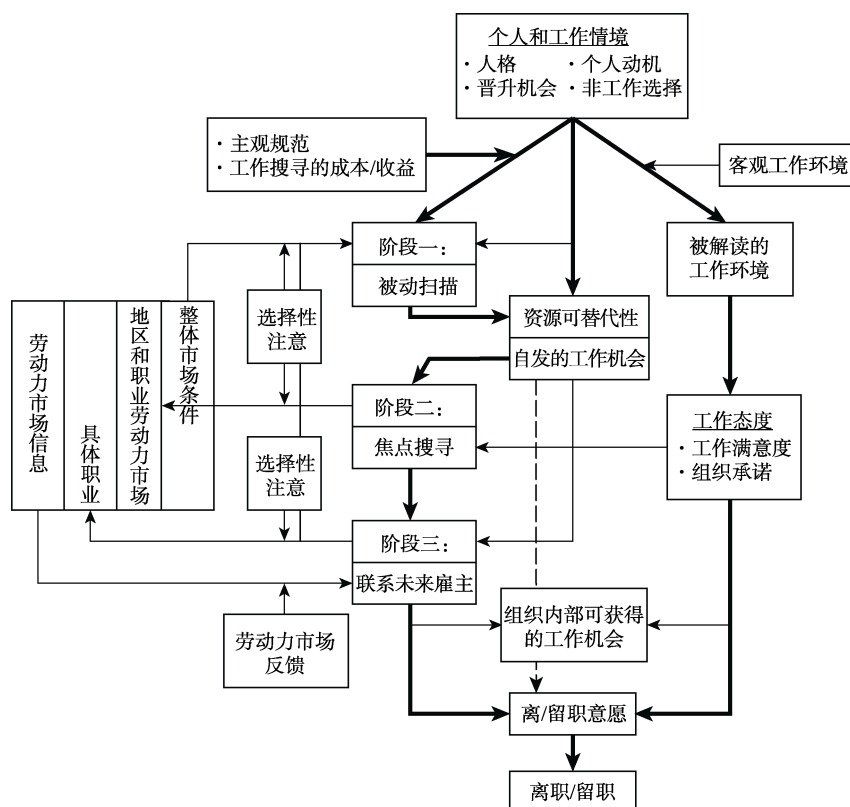 个人和工作情境
· 人格 · 个人动机
· 晋升机会 · 非工作选择
· 主观规范
· 工作搜寻的成本/收益
客观工作环境
阶段一：
被动扫描
被解读的
工作环境
选择性
注意
资源可替代性
自发的工作机会
劳动力市场信息
具体职业
地区和职业劳动力市场
整体市场条件
阶段二：
焦点搜寻
工作态度
· 工作满意度
· 组织承诺
选择性
注意
阶段三：
联系未来雇主
组织内部可获得
的工作机会
劳动力市场
反馈
离/留职意愿
离职/留职